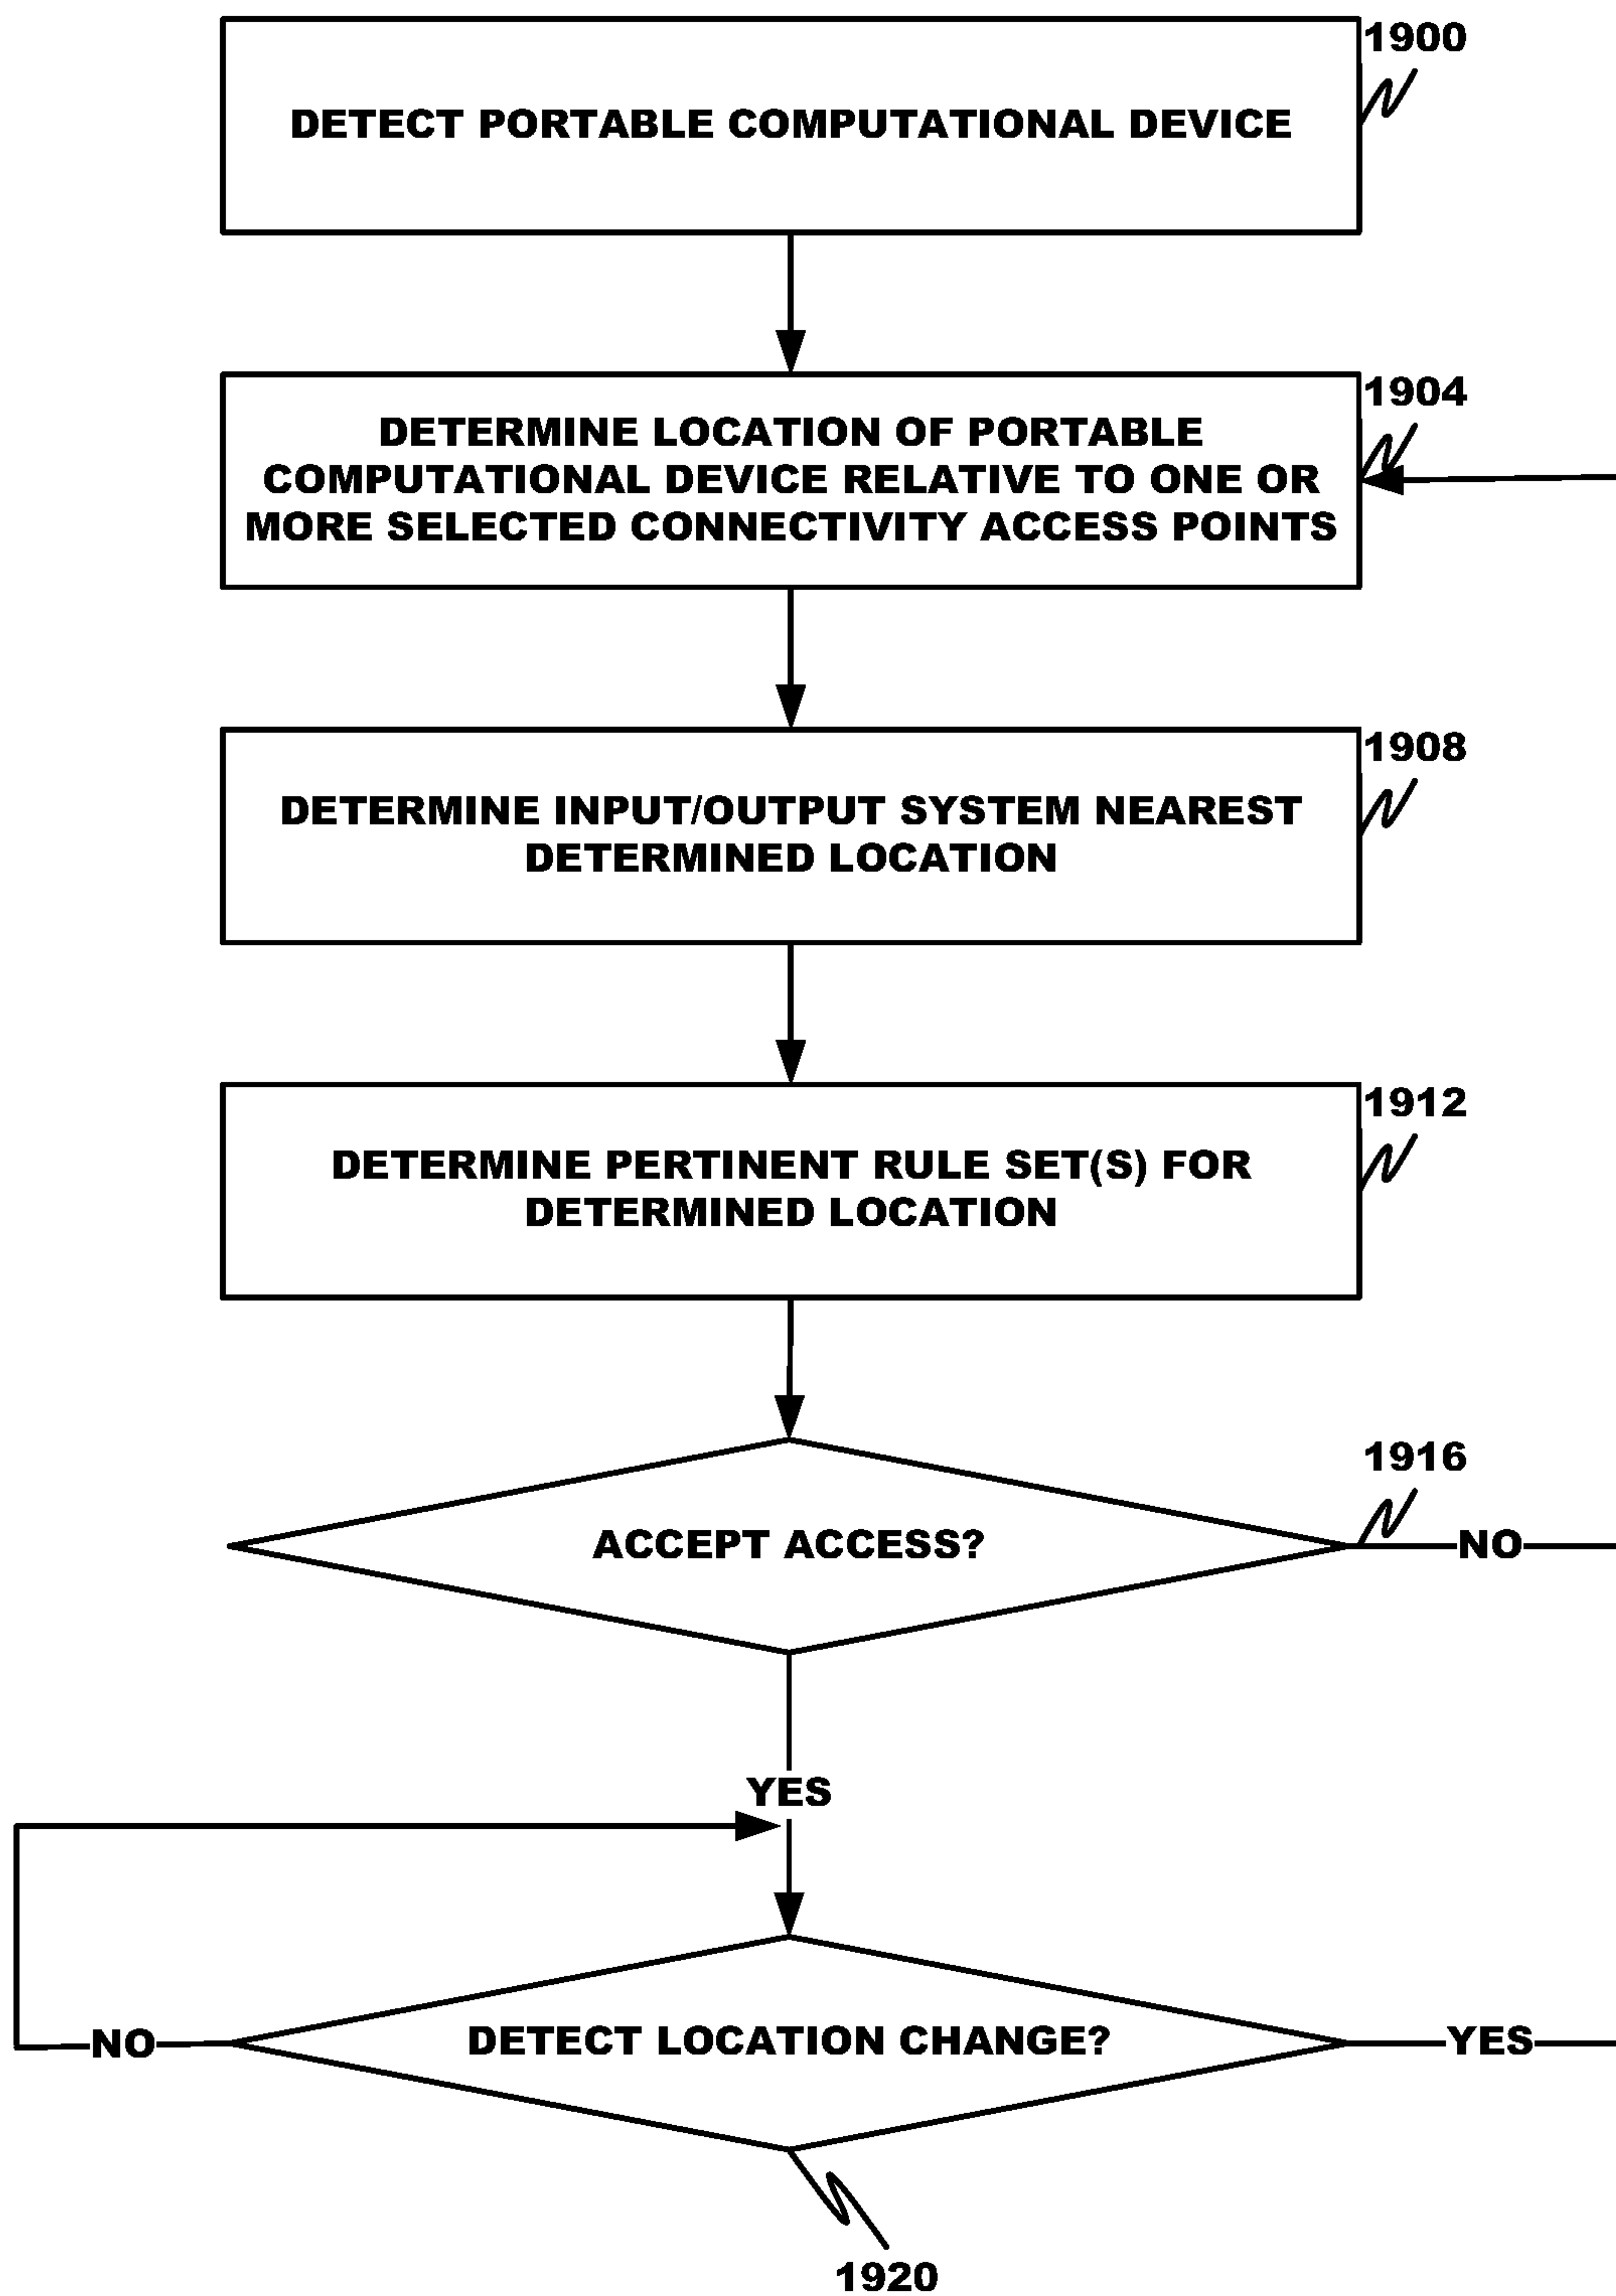 1900
DETECT PORTABLE COMPUTATIONAL DEVICE
1904
DETERMINE LOCATION OF PORTABLE
COMPUTATIONAL DEVICE RELATIVE TO ONE OR
MORE SELECTED CONNECTIVITY ACCESS POINTS
1908
DETERMINE INPUT/OUTPUT SYSTEM NEAREST
DETERMINED LOCATION
1912
DETERMINE PERTINENT RULE SET(S) FOR
DETERMINED LOCATION
1916
ACCEPT ACCESS?
NO
YES
DETECT LOCATION CHANGE?
NO
YES
1920